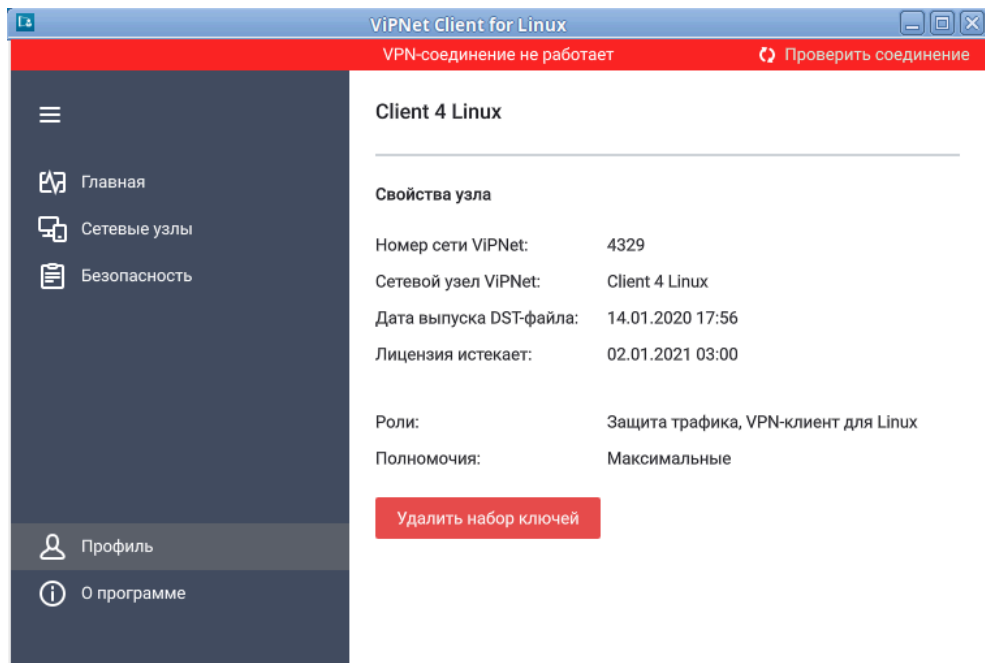 ViPNet Client for Linux
VPN-соединение не работает Проверить соединение
Client 4 Linux
Главная
Сетевые узлы
Безопасность
Свойства узла
Номер сети ViPNet: 4329
Сетевой узел ViPNet: Client 4 Linux
Дата выпуска DST-файла: 14.01.2020 17:56
Лицензия истекает: 02.01.2021 03:00
Роли: Защита трафика, VPN-клиент для Linux
Полномочия: Максимальные
Удалить набор ключей
Профиль
О программе